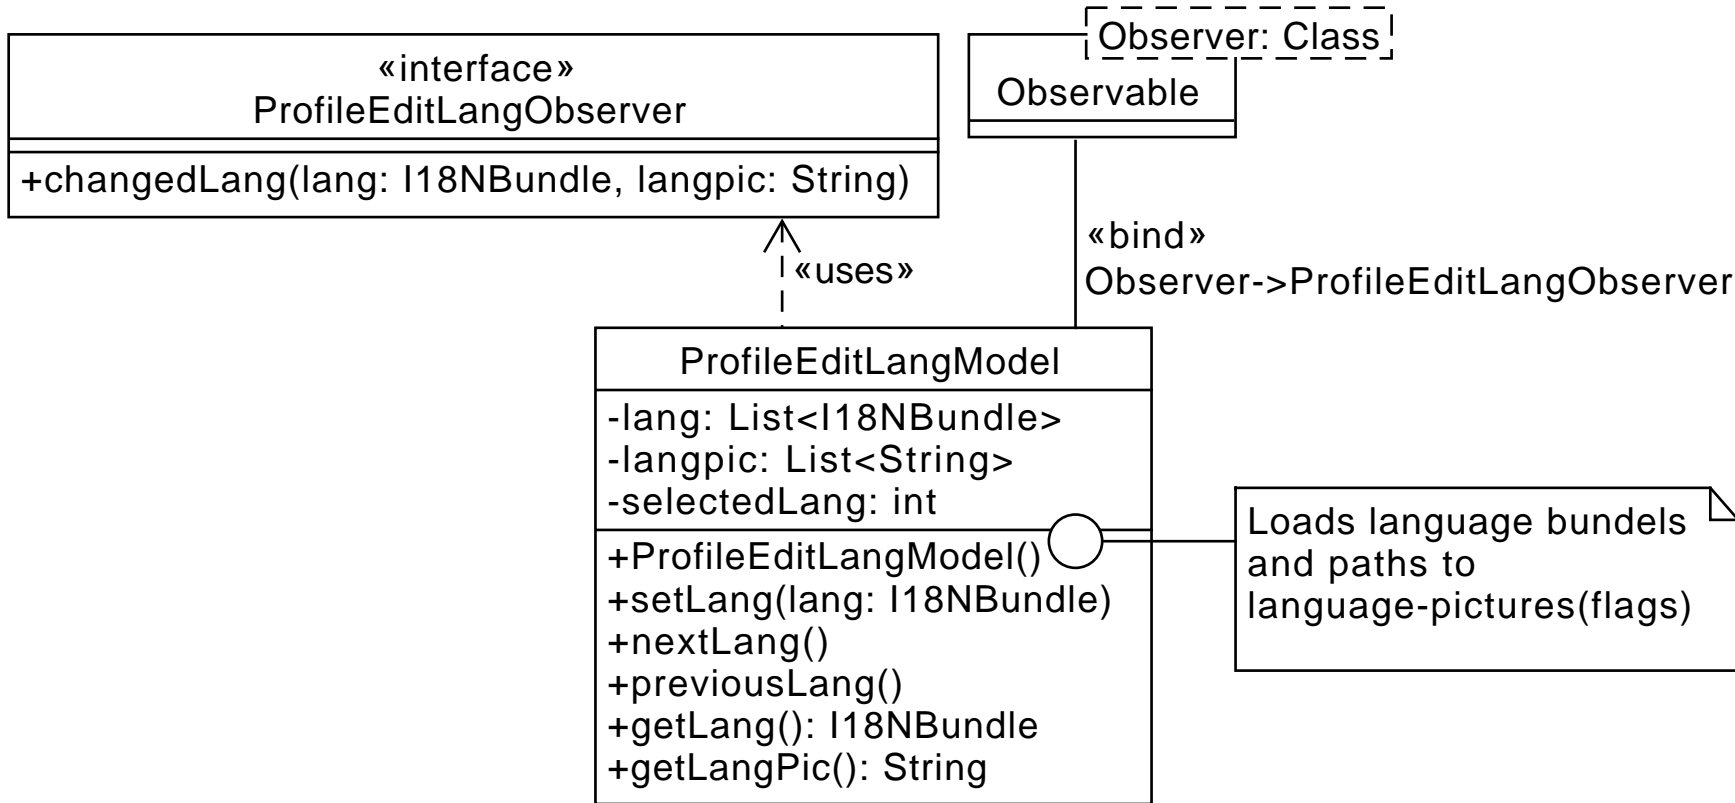 «interface»
ProfileEditLangObserver
+changedLang(lang: I18NBundle, langpic: String)
Observer: Class
Observable
«uses»
«bind»
Observer->ProfileEditLangObserver
ProfileEditLangModel
-lang: List<I18NBundle>
-langpic: List<String>
-selectedLang: int
+ProfileEditLangModel()
+setLang(lang: I18NBundle)
+nextLang()
+previousLang()
+getLang(): I18NBundle
+getLangPic(): String
Loads language bundels
and paths to
language-pictures(flags)